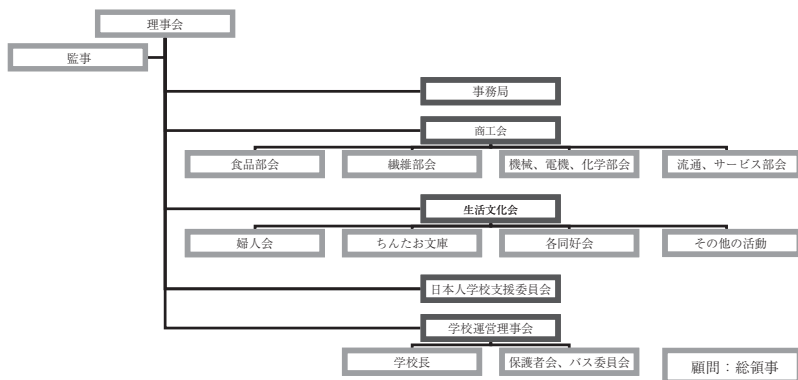 理事会
監事
事務局
商工会
食品部会
繊維部会
機械、電機、化学部会
流通、サービス部会
生活文化会
婦人会
ちんたお文庫
各同好会
その他の活動
日本人学校支援委員会
学校運営理事会
学校長
保護者会、バス委員会
顧問：総領事